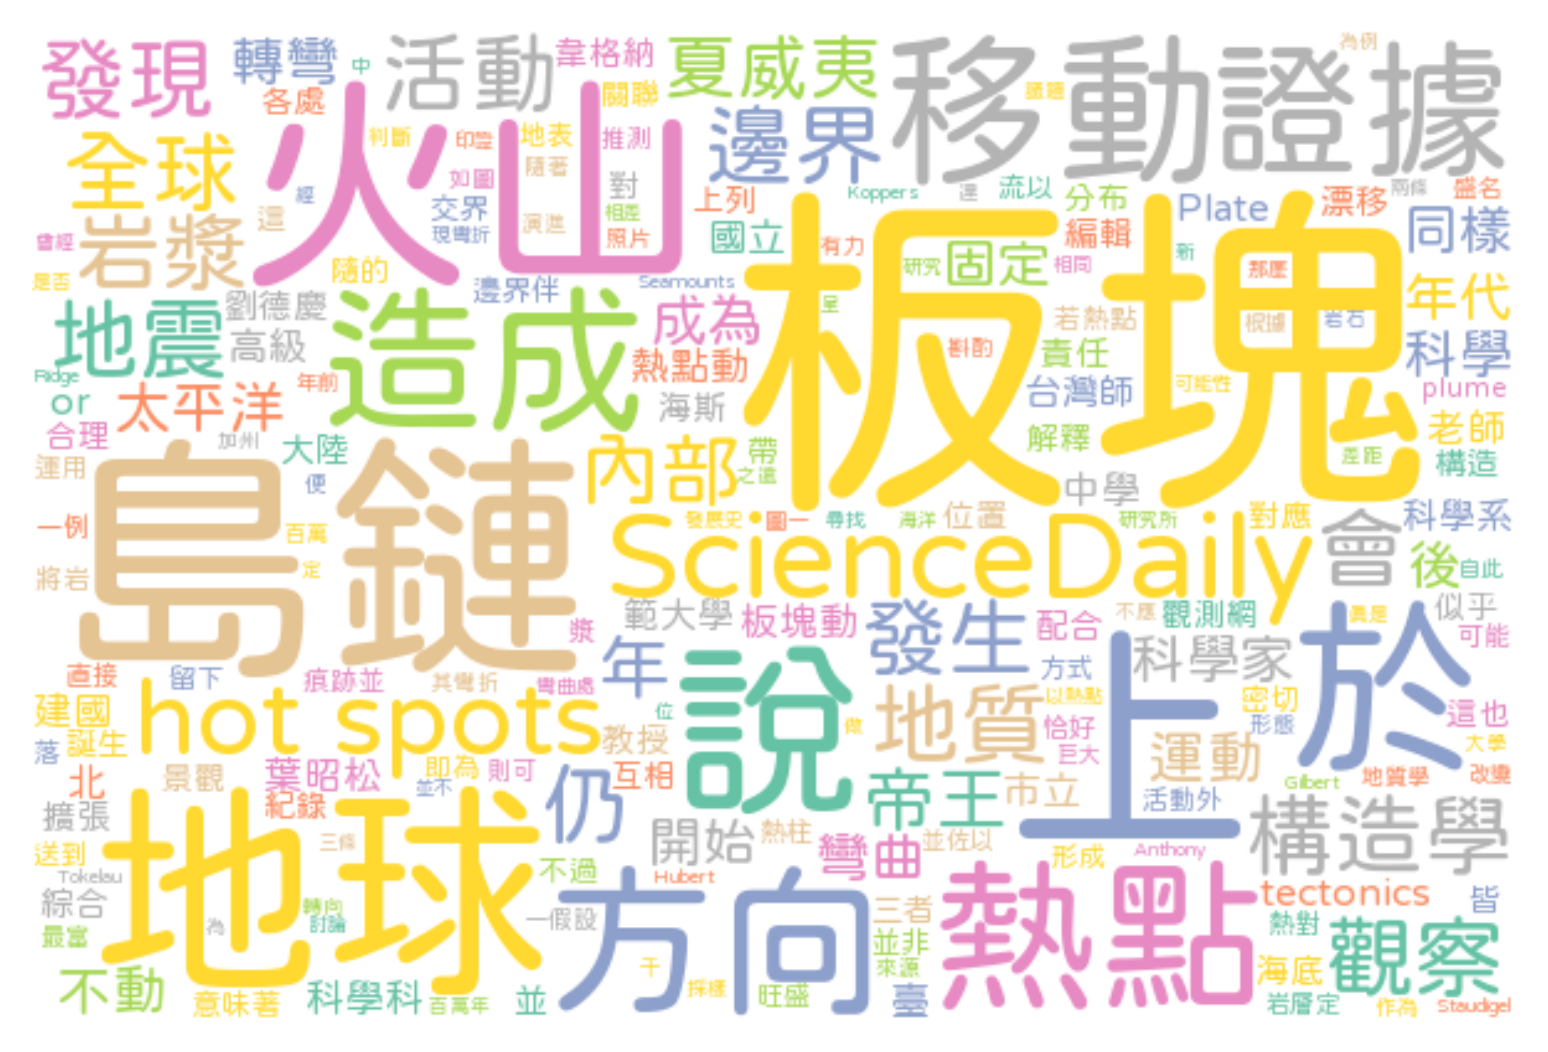 發現 轉彎 中 活動 韋格納 夏威夷 移動證據 為例
各處 火山 關聯
全球 判斷 印證 地表 推測 邊界
隨著 如圖 對 上列 Koppers 達 流以 分布 兩條 盛名
經 交界 相差 漂移
岩漿 這 現彎折 演進 照片 國立 有力 板塊 Plate 編輯 同樣
曾經 固定 研究 相同 新 那麼
是否 隨的 邊界伴 Seamounts 年代
地震 劉德慶 造成 成為 呈 若熱點 根據 岩石
高級 斟酌 責任 科學
Ridge 年前 熱點動 可能性 plume
or 太平洋 海斯 台灣師
合理 加州 大陸 內部 帶 解釋 老師
運用 島鏈 便 之遺 中學 差距 構造
一例 百萬 ScienceDaily 發展史 圖一 尋找 海洋 位置 研究所 對應 會 科學系
將岩 定 後 自此
漿 範大學 板塊動 發生 配合 不應 觀測網 真是 似乎
直接 留下 痕跡並 其彎折 彎曲處 年 說 方式 科學家 於 可能
建國 hot spots 位 做 地質 以熱點 上 密切 這也
落 誕生 教授 恰好 形態 大學
北 景觀 葉昭松 即為 則可 互相 巨大 運動
紀錄 並不 仍 帝王 市立 活動外 Gilbert 地質學 改變
擴張 地球 開始 熱柱 彎曲 並佐以 構造學
送到 三條 不過 形成 Anthony
Tokelau Hubert 熱點 tectonics
綜合 為 轉向 討論 一假設 方向 三者 熱對 皆
最富 並非 觀察
不動 千 來源 海底
意味著 科學科 百萬年 並 採樣 旺盛 臺 岩層定 作為 Staudigel